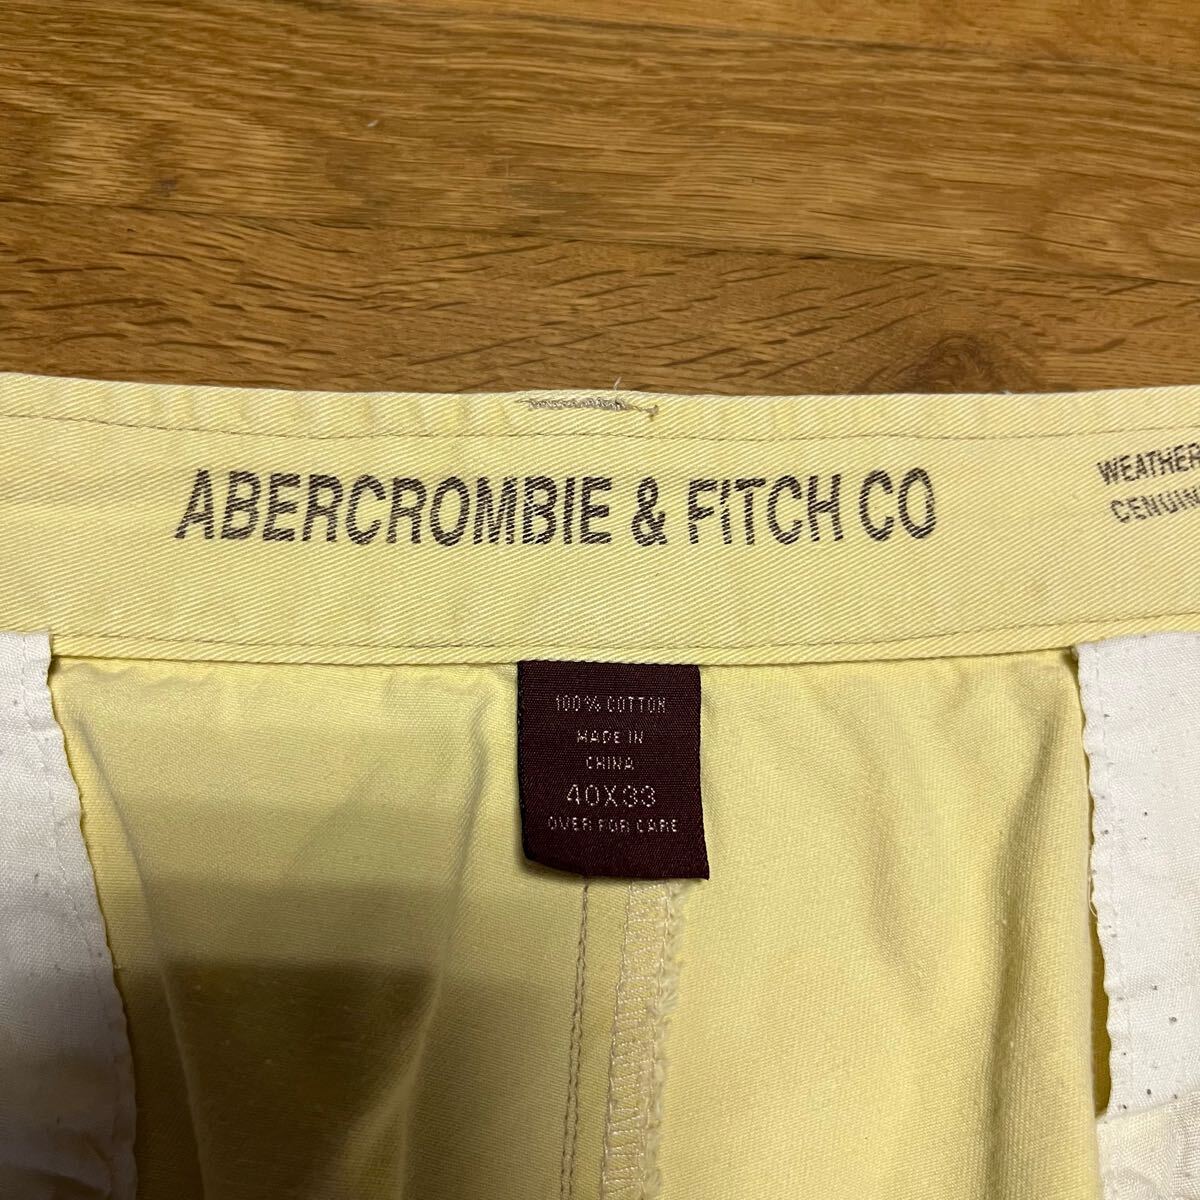 ABERCROMBIE & FITCH CO
WEATHER
GENUIN
100% COTTON
MADE IN
CHINA
40X33
OVER FOR CARE